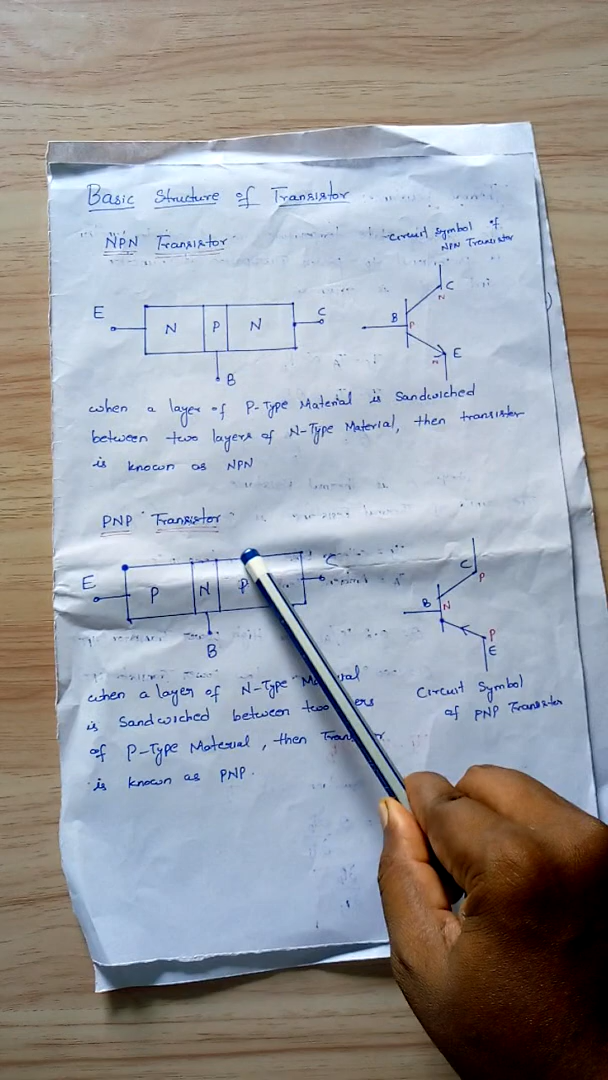 Basic Structure of Transistor
NPN Transistor
Circuit Symbol of
NPN Transistor
E N P N C
B
C
N
B P
N E
when a layer of P-Type Material is Sandwiched
between two layers of N-Type Material, then transistor
is known as NPN
PNP Transistor
E P N P C
B
C P
B N
P
E
Circuit Symbol
of PNP Transistor
when a layer of N-Type
is Sandwiched between two
of P-Type Material, then
is known as PNP.